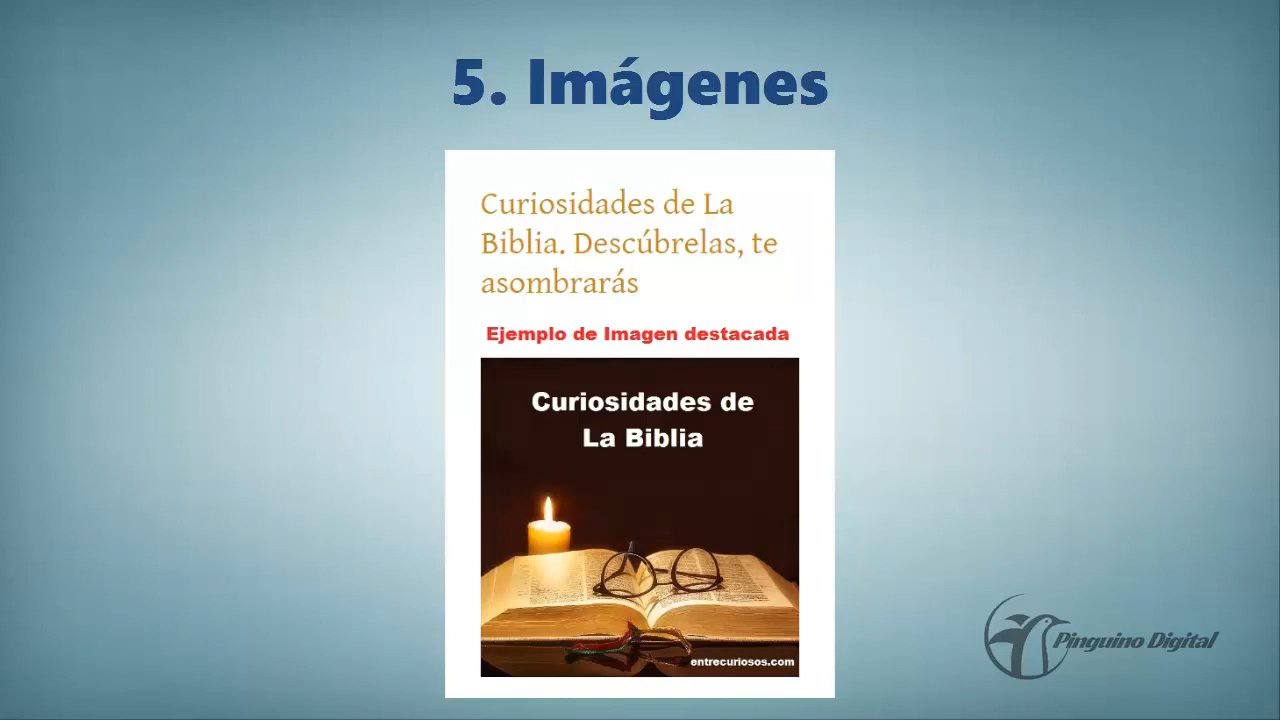 5. Imágenes
Curiosidades de La
Biblia. Descúbrelas, te
asombrarás
Ejemplo de Imagen destacada
Curiosidades de
La Biblia
entrecuriosos.com
Pinguino Digital